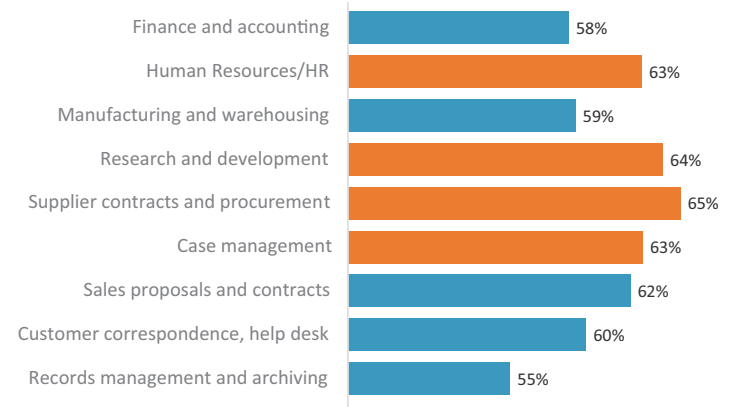 Finance and accounting 58%
Human Resources/HR 63%
Manufacturing and warehousing 59%
Research and development 64%
Supplier contracts and procurement 65%
Case management 63%
Sales proposals and contracts 62%
Customer correspondence, help desk 60%
Records management and archiving 55%